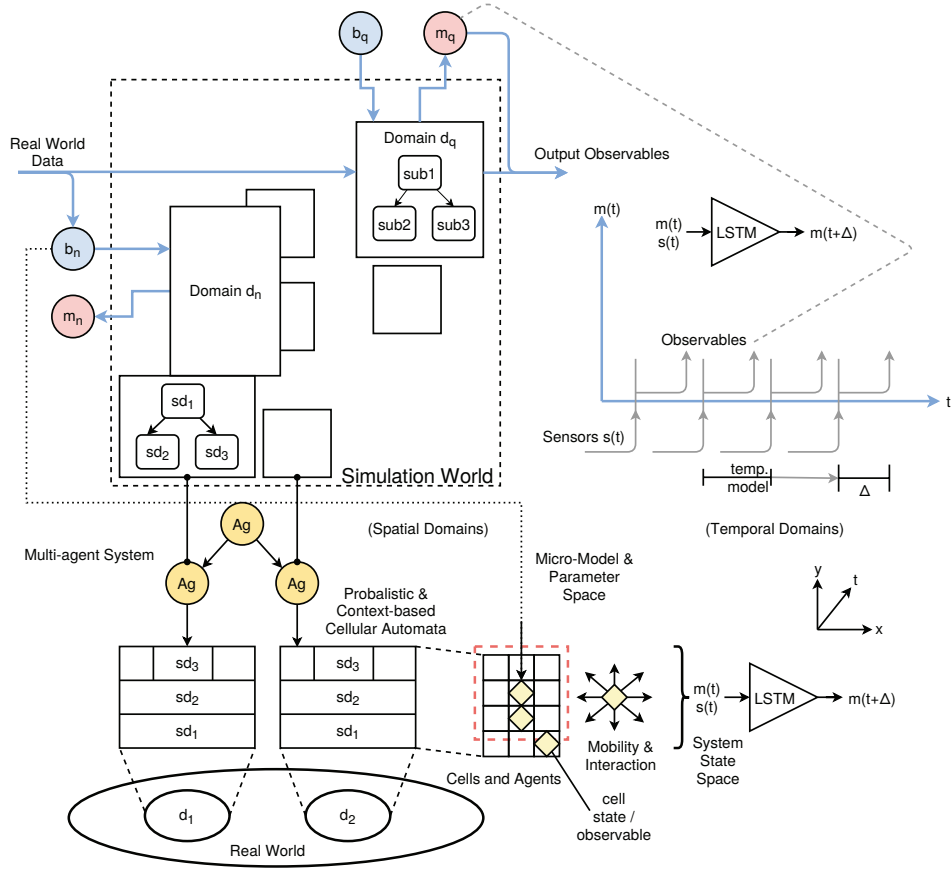 b_q
m_q
Real World
Data
Domain d_q
sub1
sub2
sub3
Output Observables
b_n
Domain d_n
m_n
sd_1
sd_2
sd_3
Simulation World
m(t)
m(t)
s(t)
LSTM
m(t+Δ)
Observables
t
Sensors s(t)
temp.
model
Δ
(Spatial Domains)
(Temporal Domains)
Multi-agent System
Ag
Ag
Ag
Probalistic &
Context-based
Cellular Automata
Micro-Model &
Parameter
Space
y
t
x
sd_3
sd_2
sd_1
sd_3
sd_2
sd_1
m(t)
s(t)
LSTM
m(t+Δ)
Cells and Agents
Mobility &
Interaction
System
State
Space
cell
state /
observable
d_1
d_2
Real World